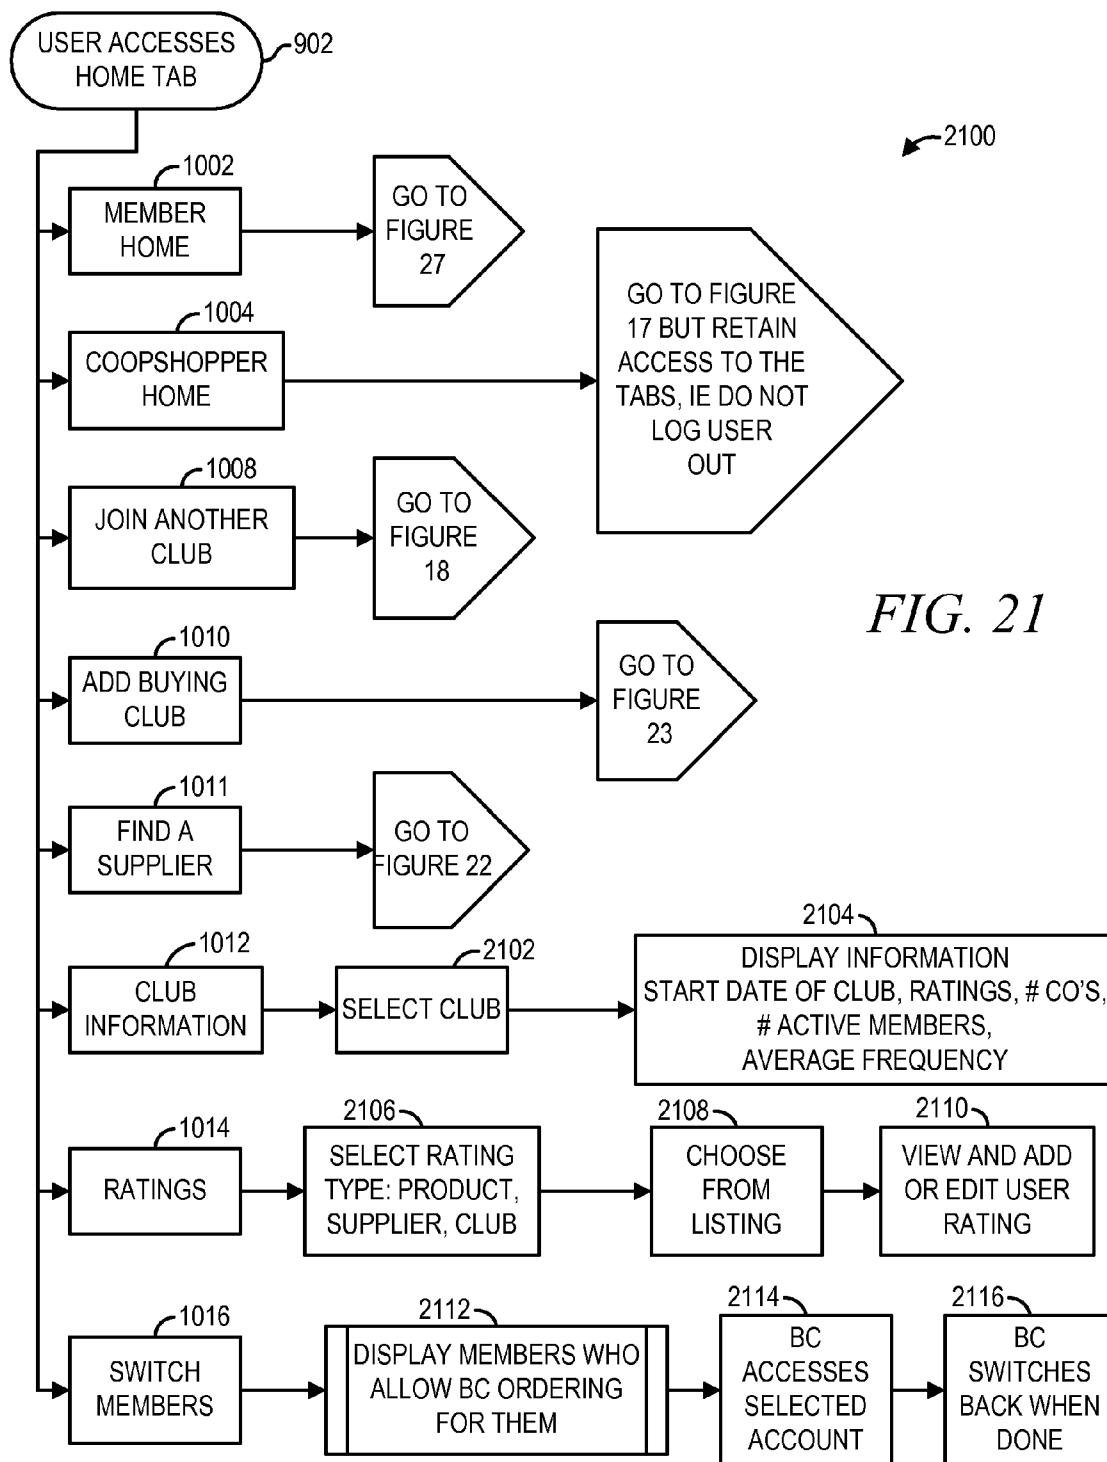 USER ACCESSES
HOME TAB
902
2100
1002
MEMBER
HOME
GO TO
FIGURE
27
1004
COOPSHOPPER
HOME
GO TO FIGURE
17 BUT RETAIN
ACCESS TO THE
TABS, IE DO NOT
LOG USER
OUT
1008
JOIN ANOTHER
CLUB
GO TO
FIGURE
18
FIG. 21
1010
ADD BUYING
CLUB
GO TO
FIGURE
23
1011
FIND A
SUPPLIER
GO TO
FIGURE 22
1012
CLUB
INFORMATION
2102
SELECT CLUB
2104
DISPLAY INFORMATION
START DATE OF CLUB, RATINGS, # CO'S,
# ACTIVE MEMBERS,
AVERAGE FREQUENCY
1014
RATINGS
2106
SELECT RATING
TYPE: PRODUCT,
SUPPLIER, CLUB
2108
CHOOSE
FROM
LISTING
2110
VIEW AND ADD
OR EDIT USER
RATING
1016
SWITCH
MEMBERS
2112
DISPLAY MEMBERS WHO
ALLOW BC ORDERING
FOR THEM
2114
BC
ACCESSES
SELECTED
ACCOUNT
2116
BC
SWITCHES
BACK WHEN
DONE